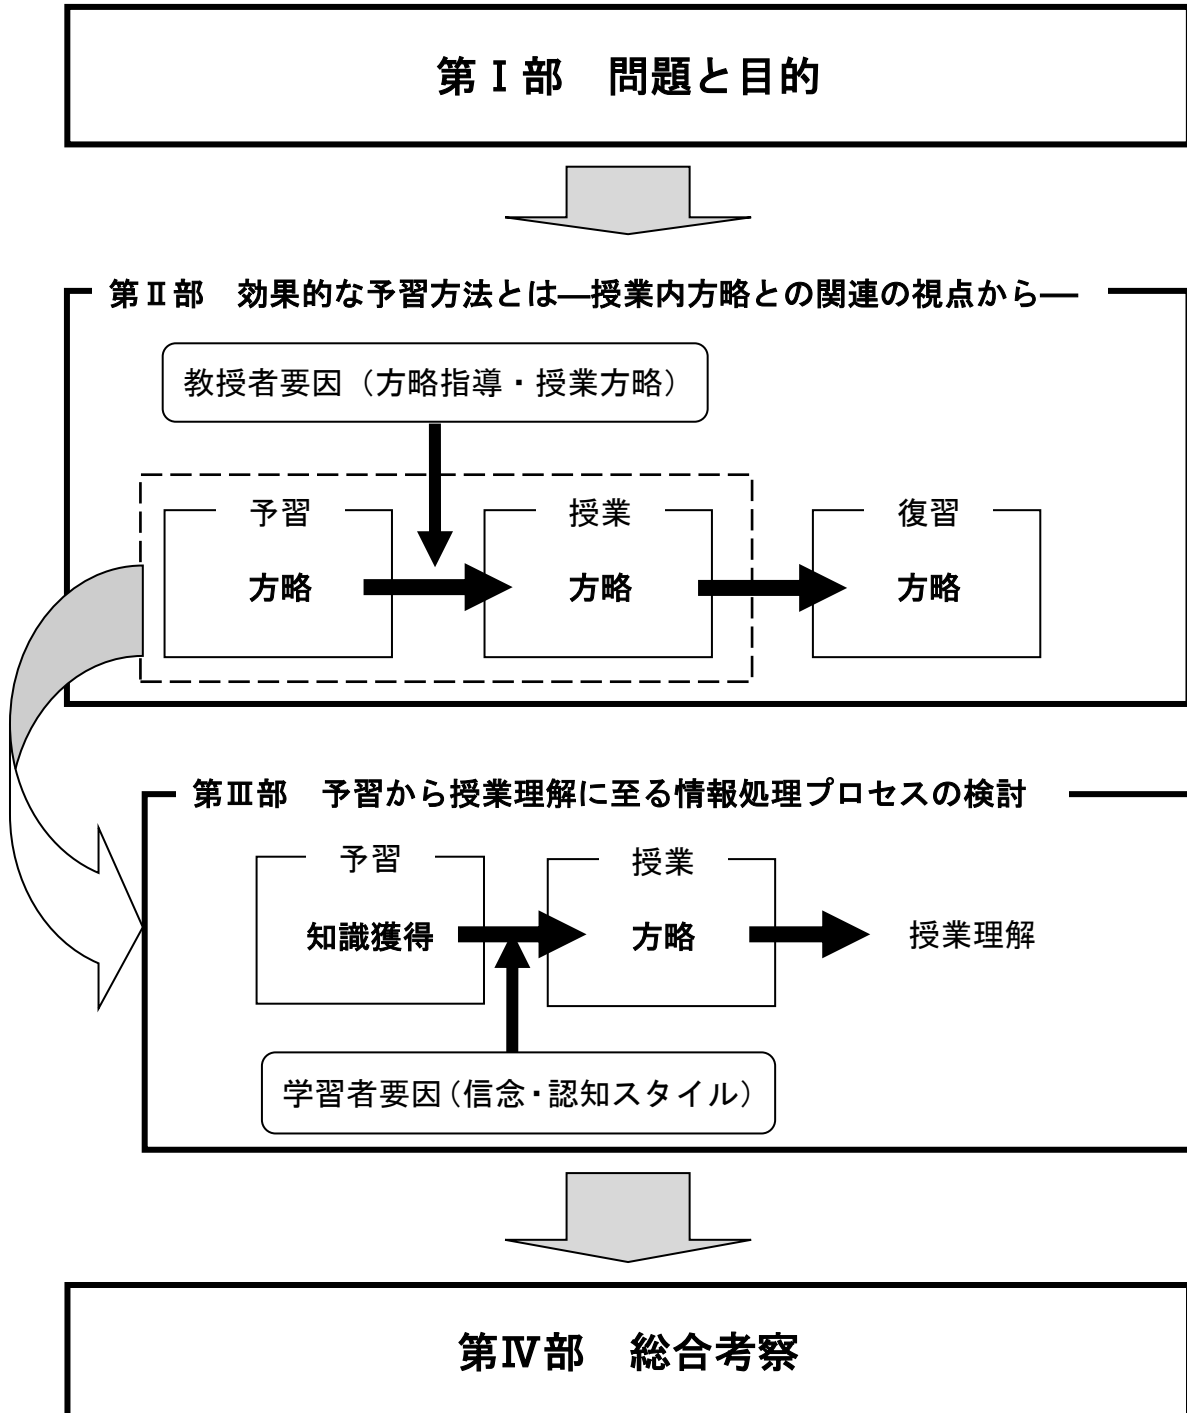 第Ⅰ部　問題と目的
第Ⅱ部　効果的な予習方法とは―授業内方略との関連の視点から―
教授者要因（方略指導・授業方略）
予習
授業
復習
方略
方略
方略
第Ⅲ部　予習から授業理解に至る情報処理プロセスの検討
予習
授業
知識獲得
方略
授業理解
学習者要因（信念・認知スタイル）
第Ⅳ部　総合考察